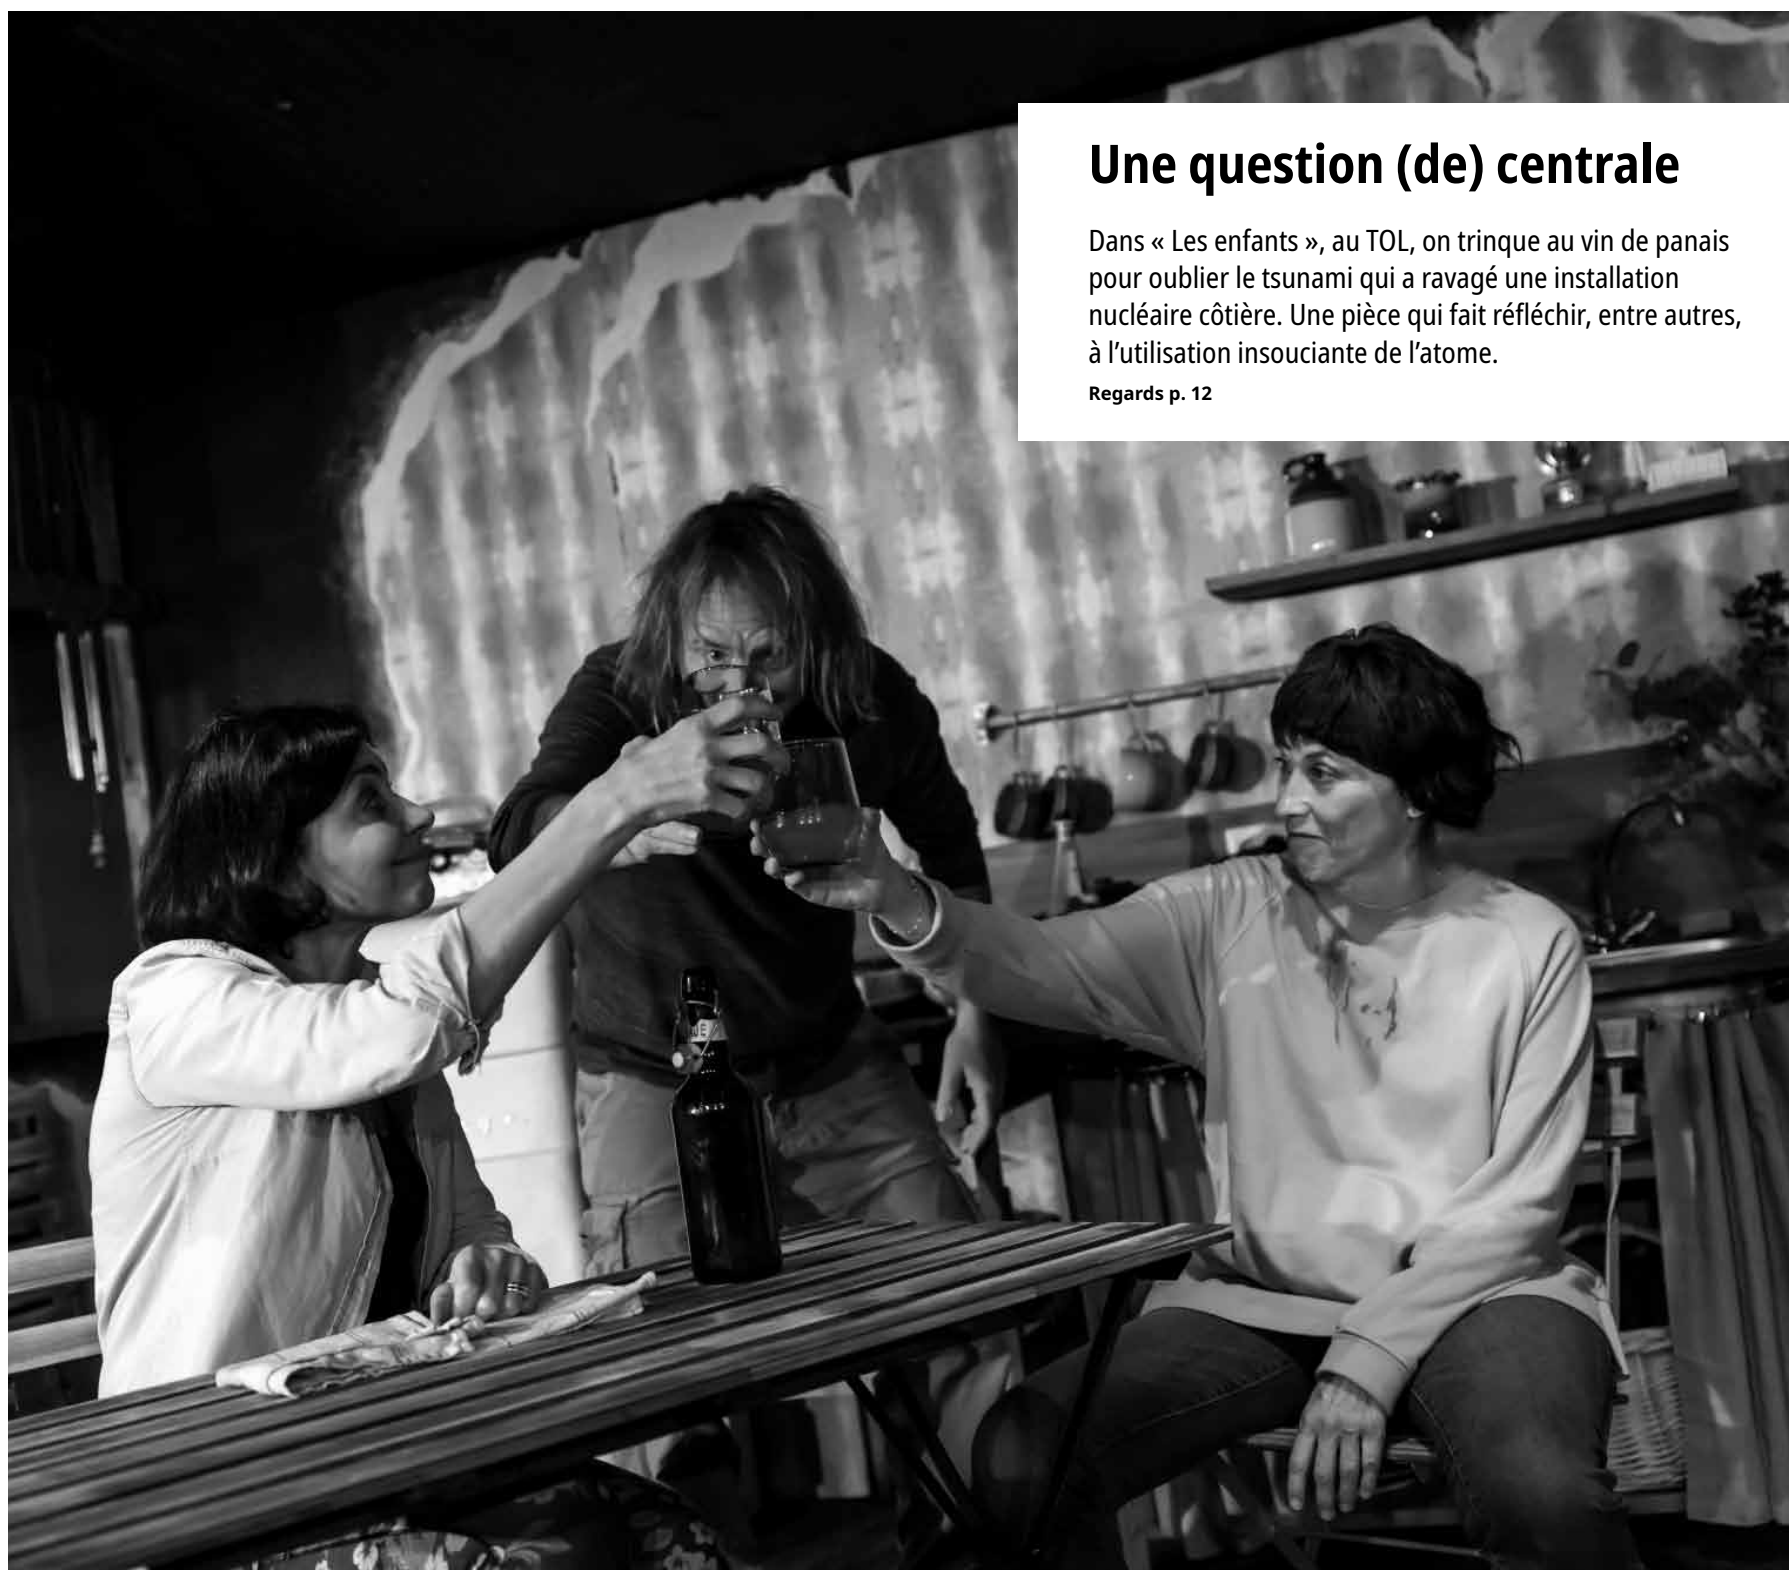 Une question (de) centrale
Dans « Les enfants », au TOL, on trinque au vin de panais
pour oublier le tsunami qui a ravagé une installation
nucléaire côtière. Une pièce qui fait réfléchir, entre autres,
à l’utilisation insouciante de l’atome.
Regards p. 12